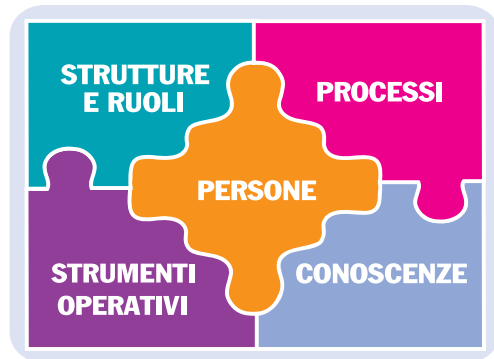 STRUTTURE
E RUOLI
PROCESSI
PERSONE
STRUMENTI
OPERATIVI
CONOSCENZE